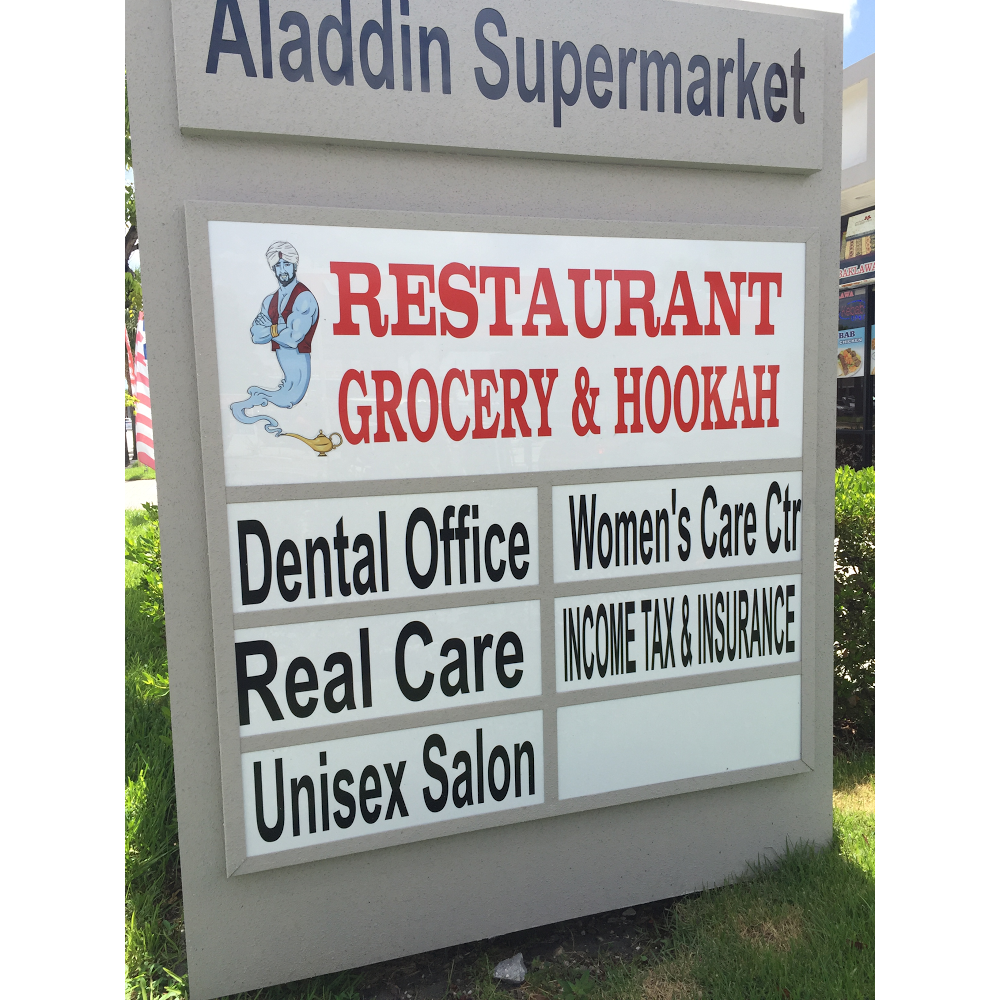 Aladdin Supermarket
RESTAURANT
GROCERY & HOOKAH
Dental Office
Women's Care Ctr
Real Care
INCOME TAX & INSURANCE
Unisex Salon